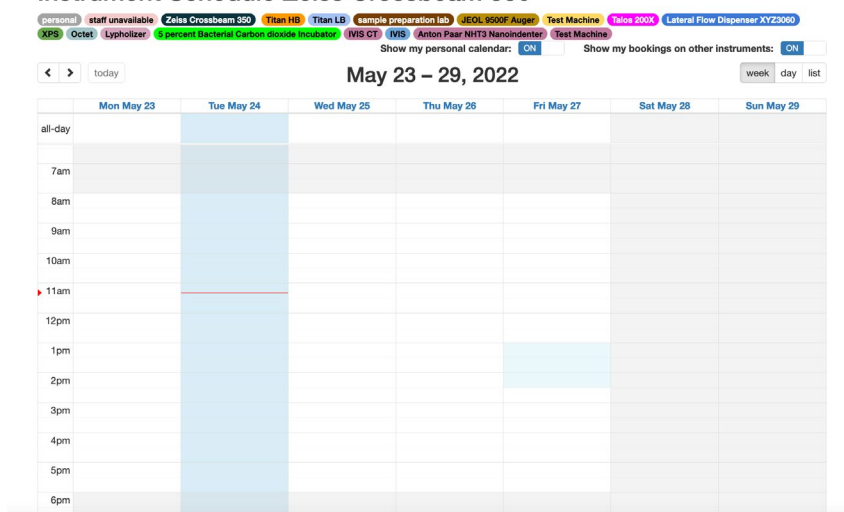 personal staff unavailable Zeiss Crossbeam 350 Titan HB Titan LB sample preparation lab JEOL 9500F Auger Test Machine Talos 200X Lateral Flow Dispenser XYZ3060
XPS Octet Lypholizer 5 percent Bacterial Carbon dioxide Incubator IVIS CT IVIS Anton Paar NHT3 Nanoindenter Test Machine
Show my personal calendar: ON Show my bookings on other instruments: ON
today May 23 – 29, 2022 week day list
Mon May 23 Tue May 24 Wed May 25 Thu May 26 Fri May 27 Sat May 28 Sun May 29
all-day
7am
8am
9am
10am
11am
12pm
1pm
2pm
3pm
4pm
5pm
6pm